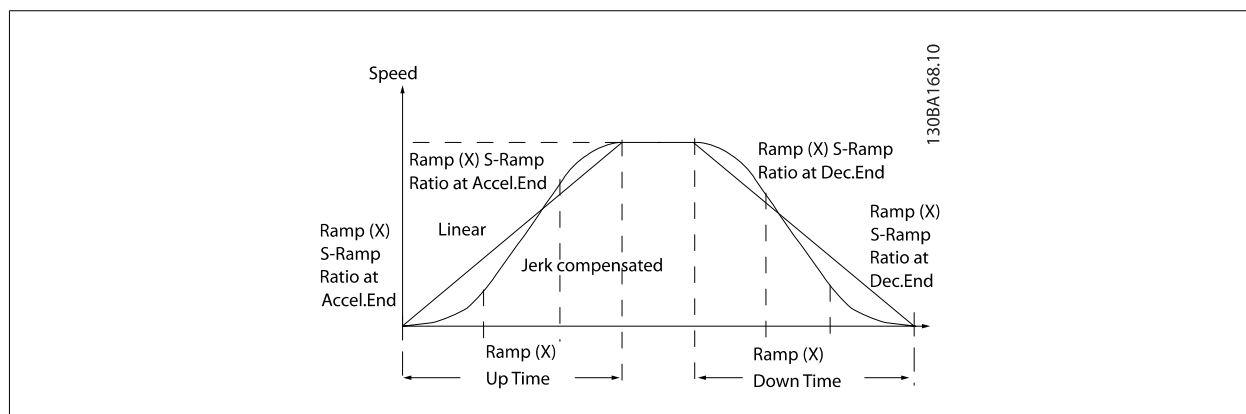 130BA168.10
Speed
Ramp (X) S-Ramp
Ratio at Accel.End
Ramp (X) S-Ramp
Ratio at Dec.End
Ramp (X)
S-Ramp
Ratio at
Accel.End
Linear
Jerk compensated
Ramp (X)
S-Ramp
Ratio at
Dec.End
Ramp (X)
Up Time
Ramp (X)
Down Time